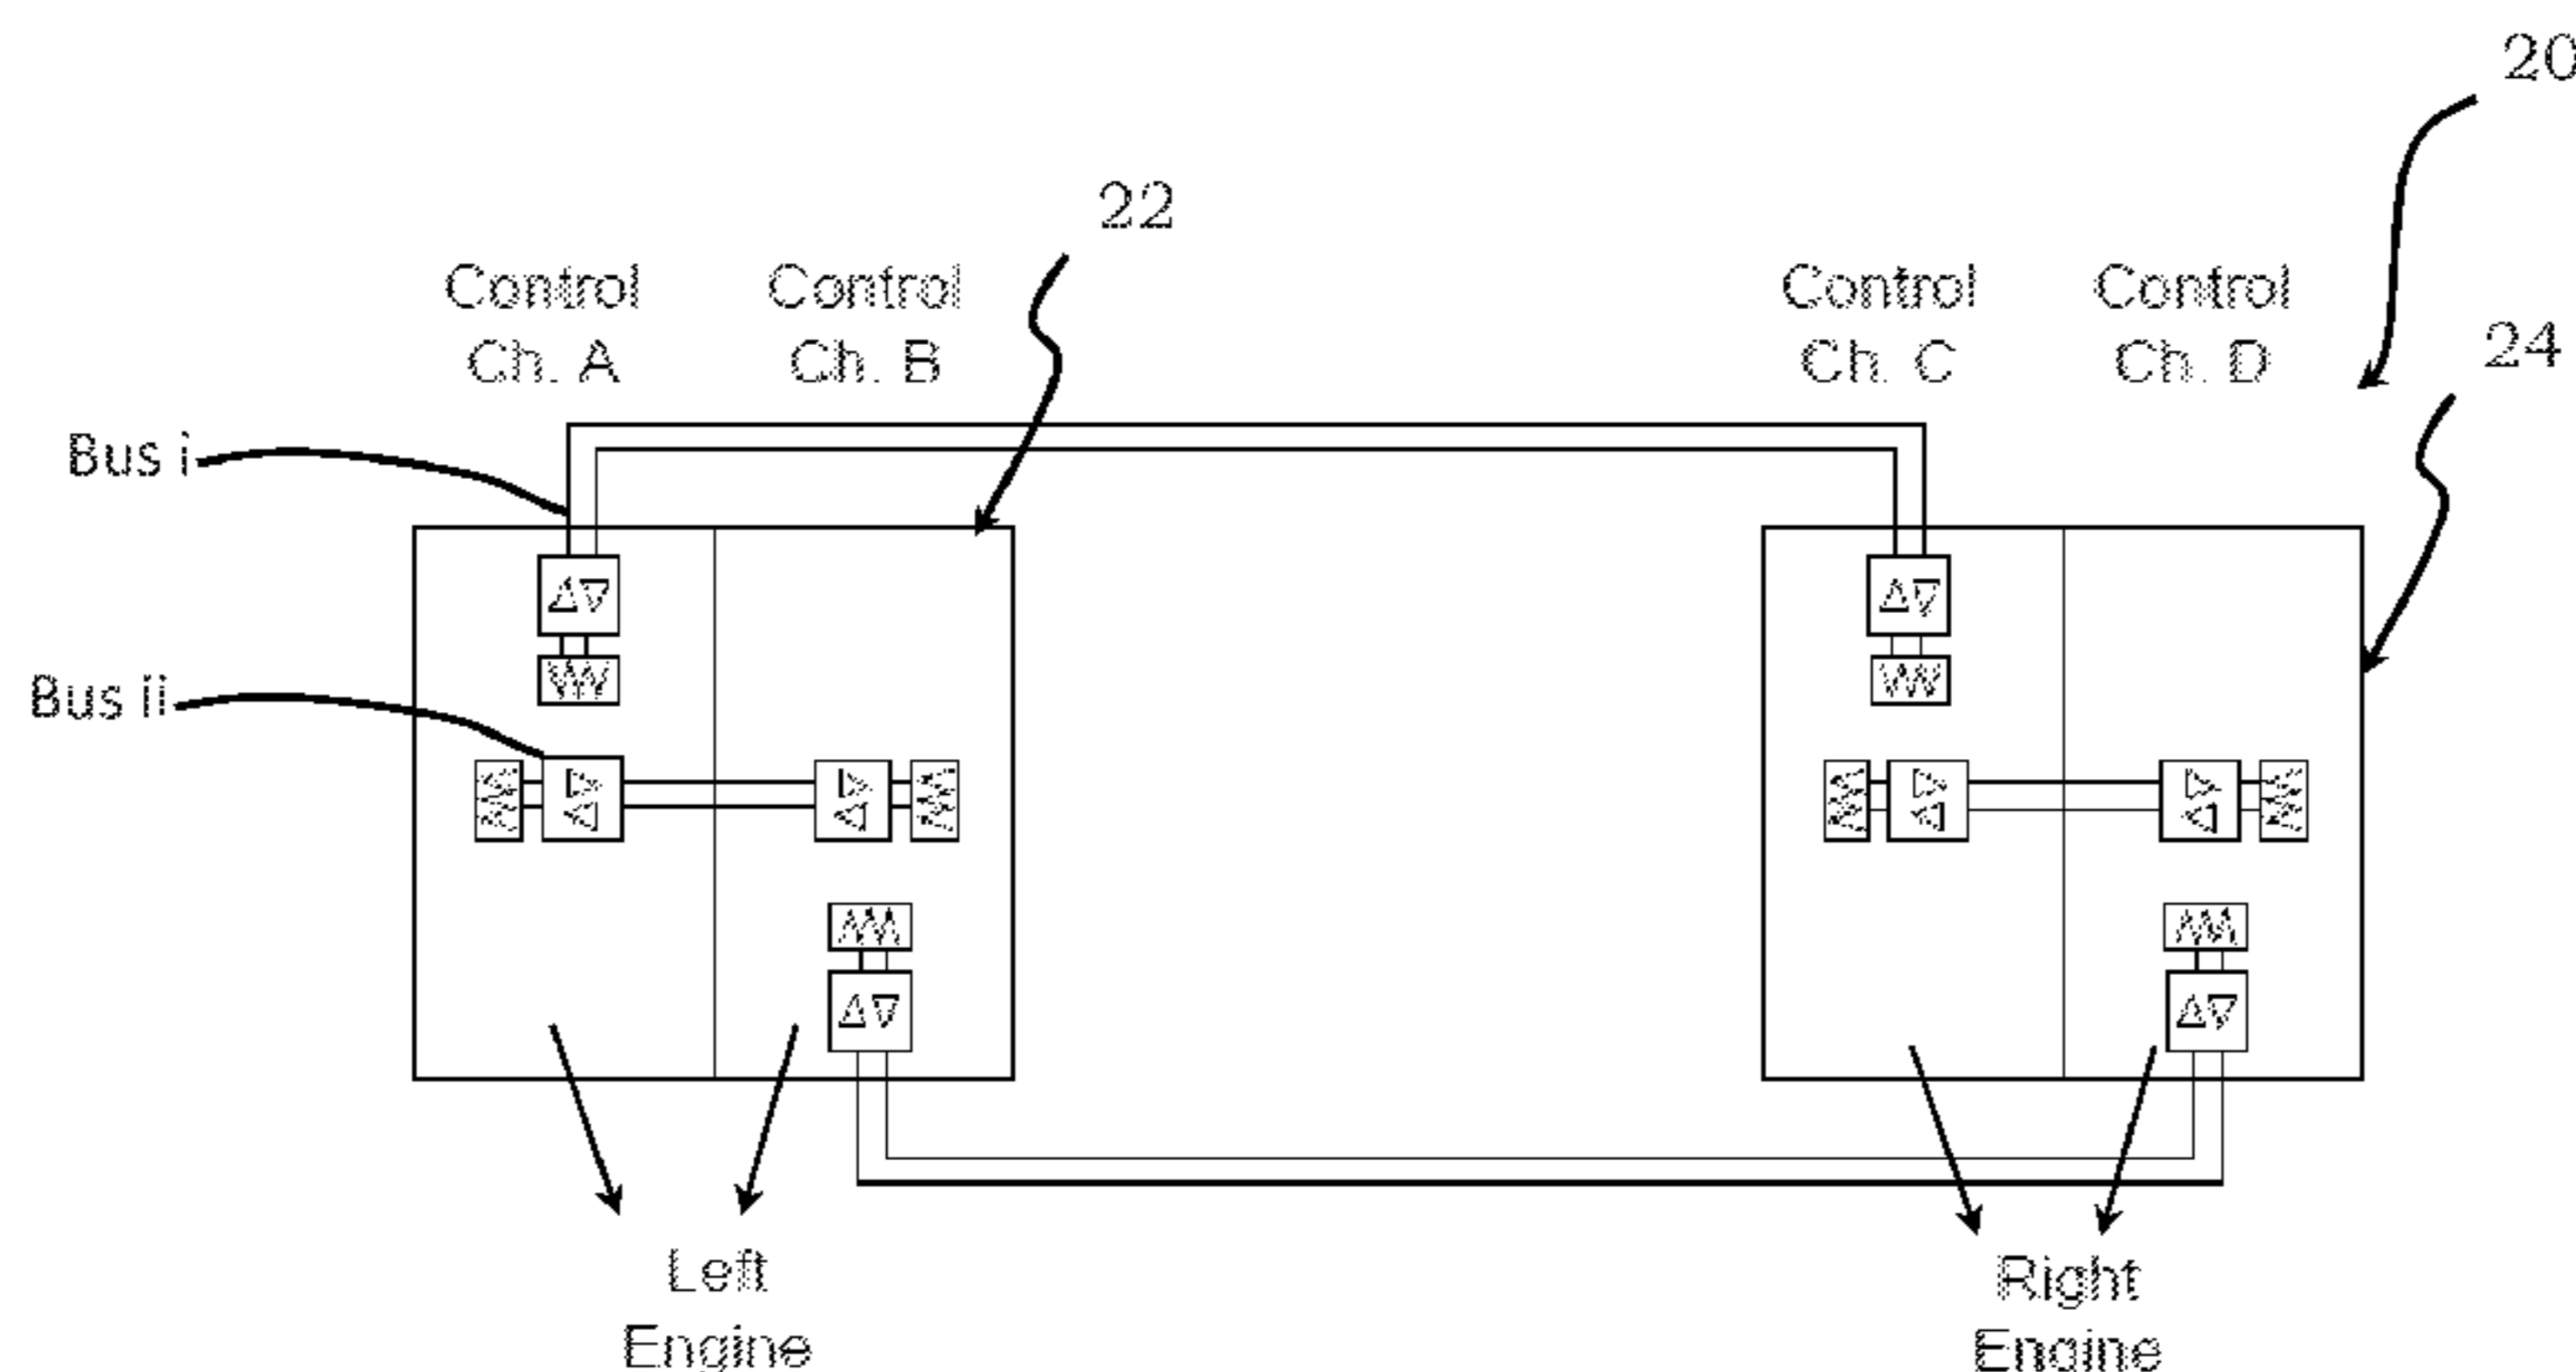 20
22
Control
Ch. A
Control
Ch. B
Control
Ch. C
Control
Ch. D
24
Bus i
Bus ii
Left
Engine
Right
Engine